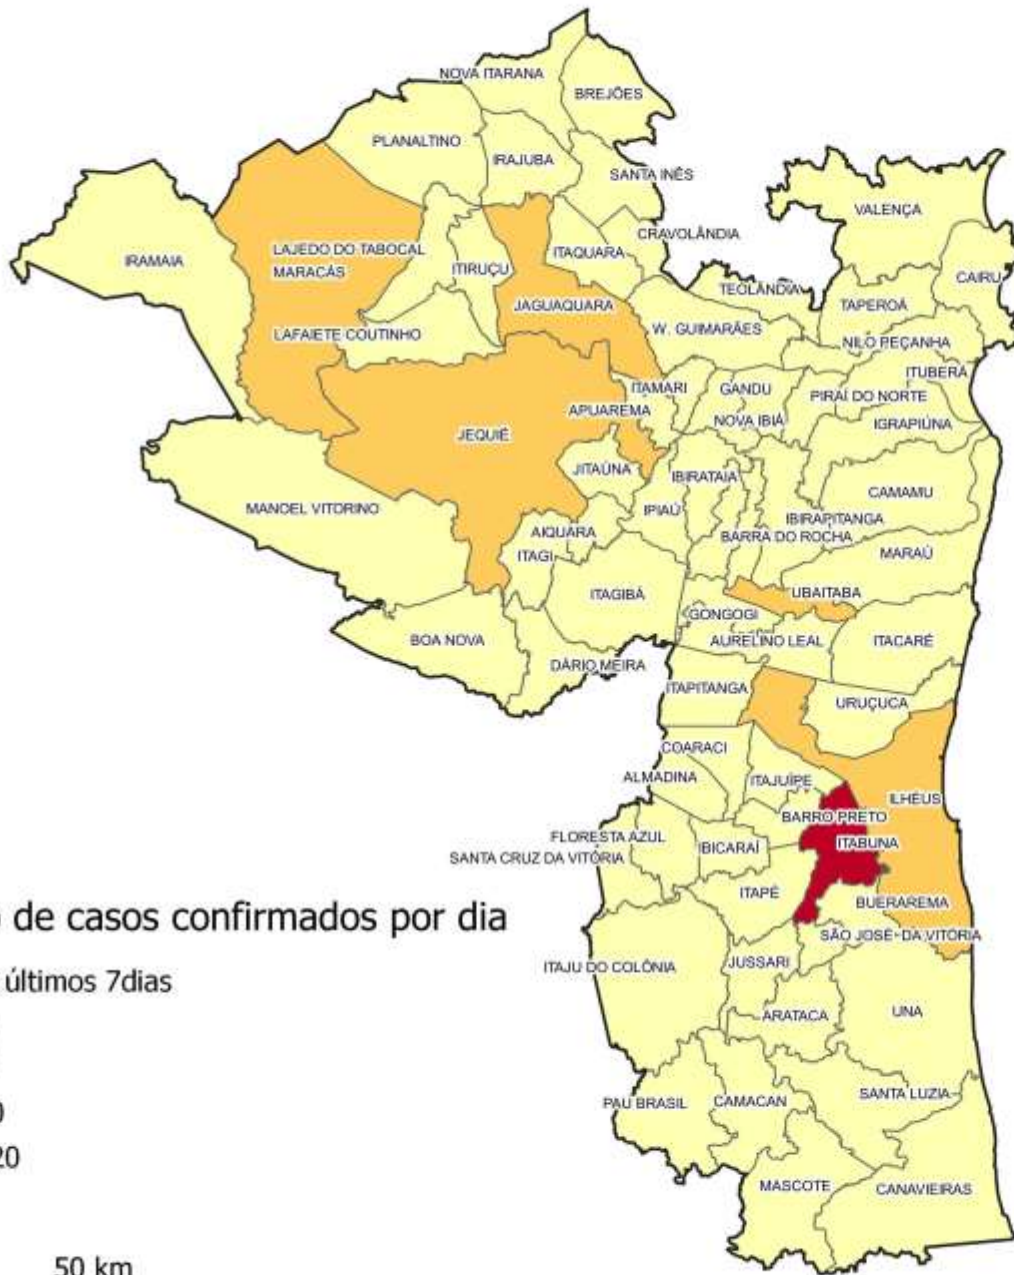 NOVA ITARANA
BREJÕES
PLANALTINO
IRAJUBA
SANTA INÊS
VALENÇA
CRAVOLÂNDIA
IRAMAIA
LAJEDO DO TABOCAL
MARACÁS
ITIRUÇU
ITAQUARA
CAIRU
TEOLÂNDIA
TAPEROÁ
JAGUAQUARA
W. GUIMARÃES
LAFAIETE COUTINHO
NILO PEÇANHA
ITUBERÁ
ITAMARI
GANDU
PIRAÍ DO NORTE
APUAREMA
NOVA IBIÁ
IGRAPIÚNA
JEQUIÉ
JITAÚNA
IBIRATAIA
CAMAMU
MANOEL VITORINO
IPIAÚ
IBIRAPITANGA
AIQUARA
BARRA DO ROCHA
ITAGI
MARAÚ
ITAGIBÁ
UBAITABA
GONGOGI
BOA NOVA
AURELINO LEAL
ITACARÉ
DÁRIO MEIRA
ITAPITANGA
URUÇUCA
COARACI
ALMADINA
ITAJUÍPE
ILHÉUS
BARRO PRETO
FLORESTA AZUL
IBICARAÍ
ITABUNA
SANTA CRUZ DA VITÓRIA
ITAPÉ
BUERAREMA
de casos confirmados por dia
SÃO JOSÉ DA VITÓRIA
ITAJU DO COLÔNIA
JUSSARI
últimos 7dias
ARATACA
UNA
PAU BRASIL
CAMACAN
SANTA LUZIA
20
MASCOTE
CANAVIEIRAS
50 km